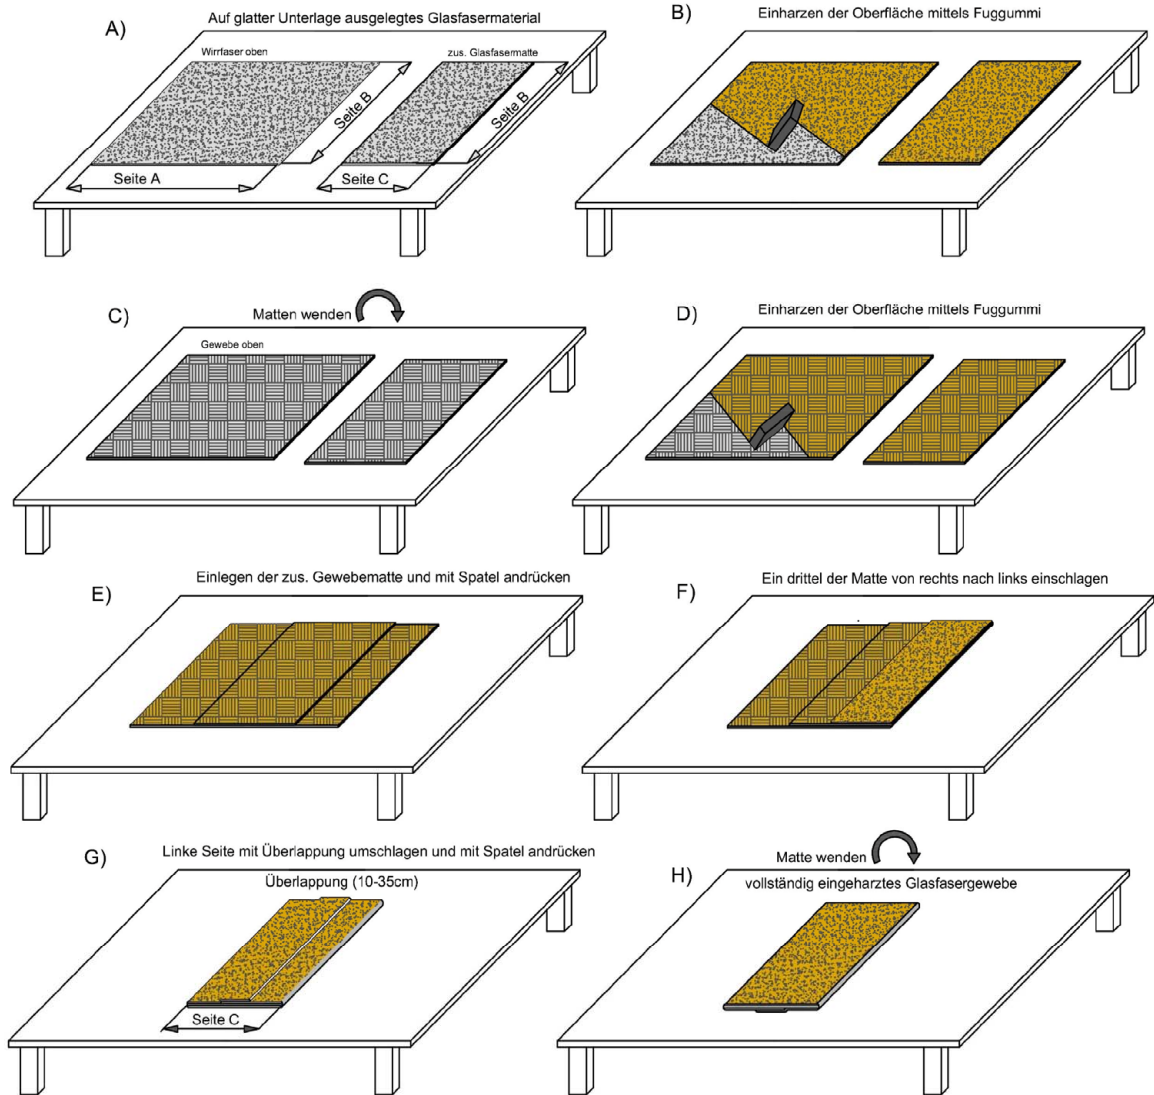 A)
Auf glatter Unterlage ausgelegtes Glasfasermaterial
Wirrfaser oben
zus. Glasfasermatte
Seite B
Seite B
Seite A
Seite C
B)
Einharzen der Oberfläche mittels Fuggummi
C)
Matten wenden
Gewebe oben
D)
Einharzen der Oberfläche mittels Fuggummi
E)
Einlegen der zus. Gewebematte und mit Spatel andrücken
F)
Ein drittel der Matte von rechts nach links einschlagen
G)
Linke Seite mit Überlappung umschlagen und mit Spatel andrücken
Überlappung (10-35cm)
Seite C
H)
Matte wenden
vollständig eingeharztes Glasfasergewebe